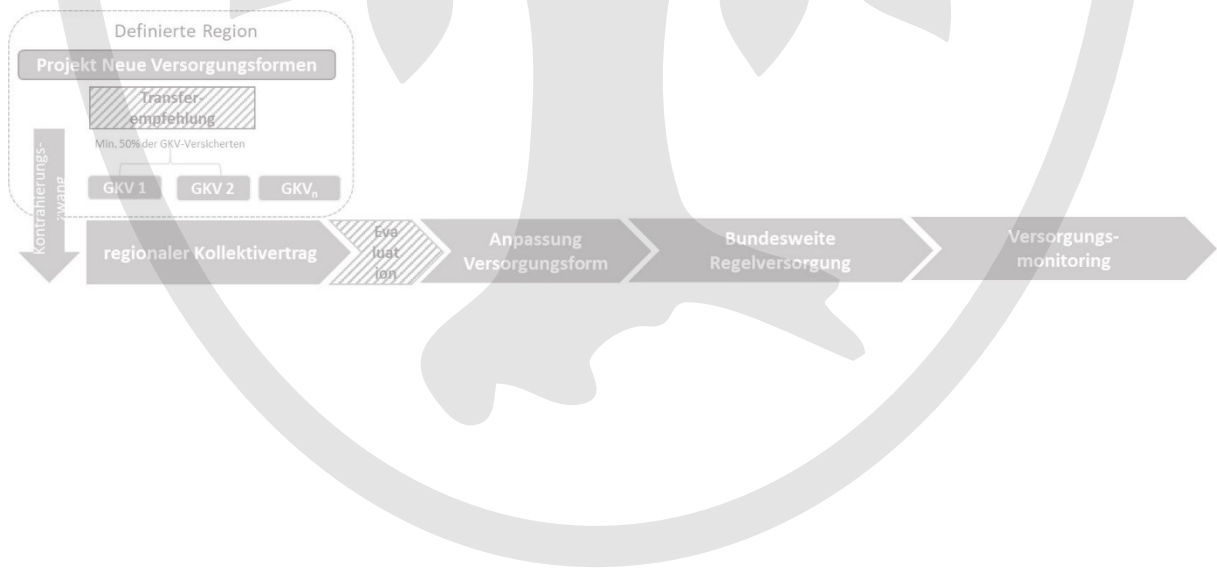 Definierte Region
Projekt Neue Versorgungsformen
Transfer-
empfehlung
Min. 50% der GKV-Versicherten
GKV 1
GKV 2
GKVn
Kontrahierungs-
zwang
regionaler Kollektivvertrag
Eva
luat
ion
Anpassung
Versorgungsform
Bundesweite
Regelversorgung
Versorgungs-
monitoring